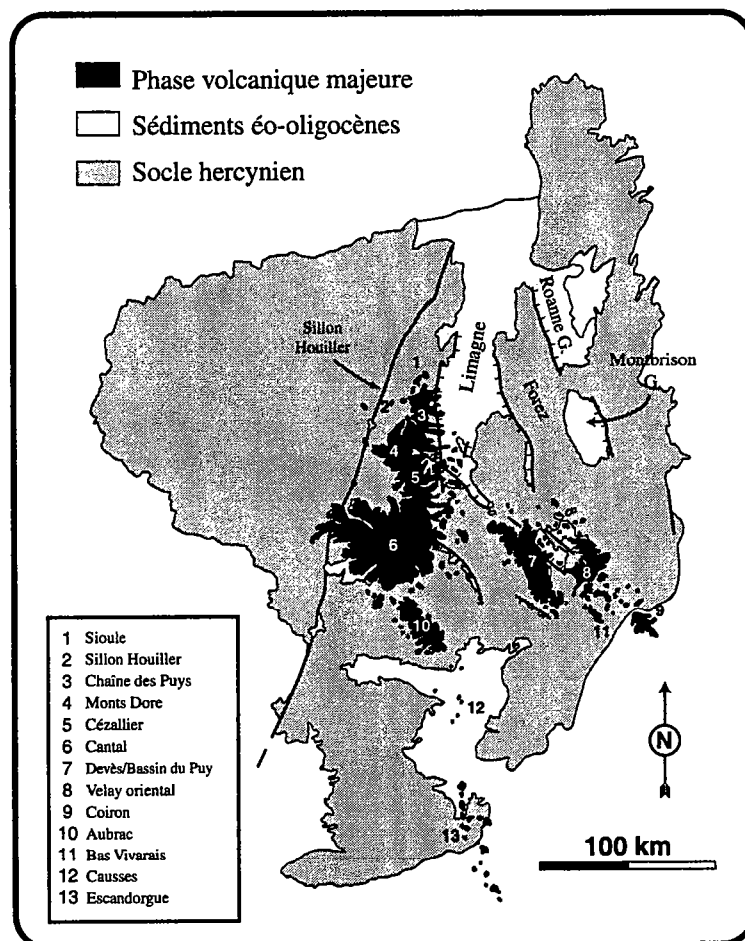 Phase volcanique majeure
Sédiments éo-oligocènes
Socle hercynien
Sillon
Houiller
Limagne
Roanne G.
Forez
Montbrison
G.
1
2
3
4
5
6
7
8
9
10
11
12
13
1 Sioule
2 Sillon Houiller
3 Chaîne des Puys
4 Monts Dore
5 Cézallier
6 Cantal
7 Devès/Bassin du Puy
8 Velay oriental
9 Coiron
10 Aubrac
11 Bas Vivarais
12 Causses
13 Escandorgue
N
100 km